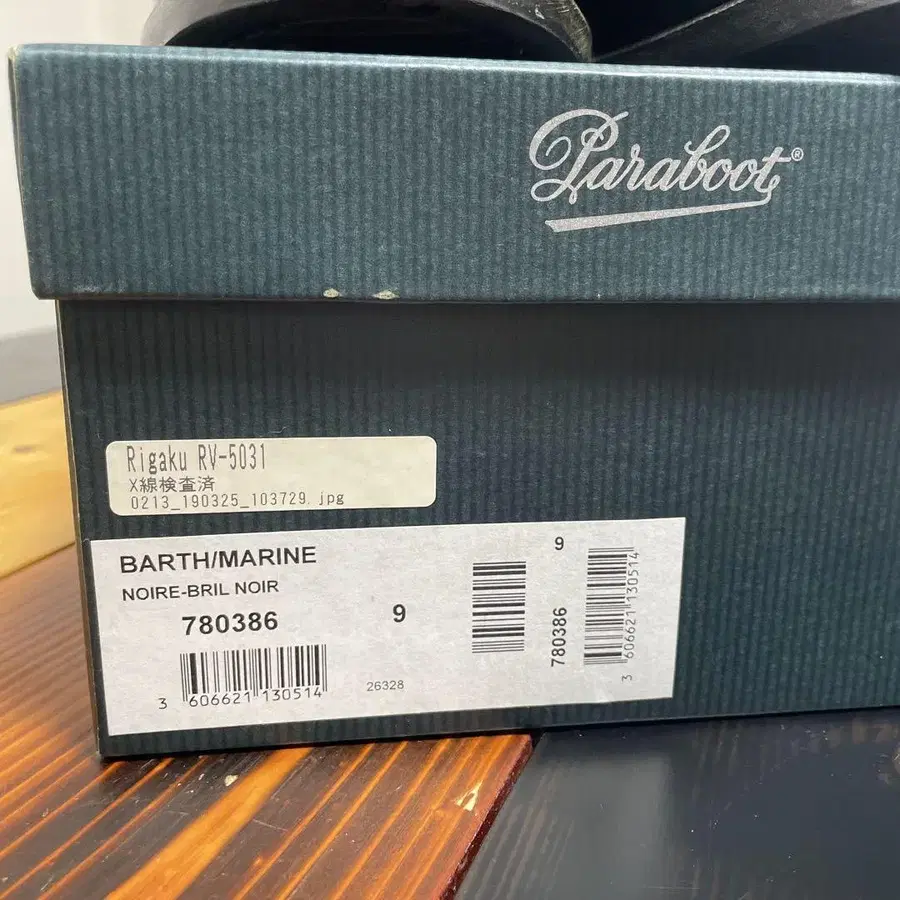 Paraboot®
Rigaku RV-5031
X線検査済
0213_190325_103729.jpg
BARTH/MARINE
NOIRE-BRIL NOIR
780386
9
3 606621 130514
26328
9
780386
3 606621 130514